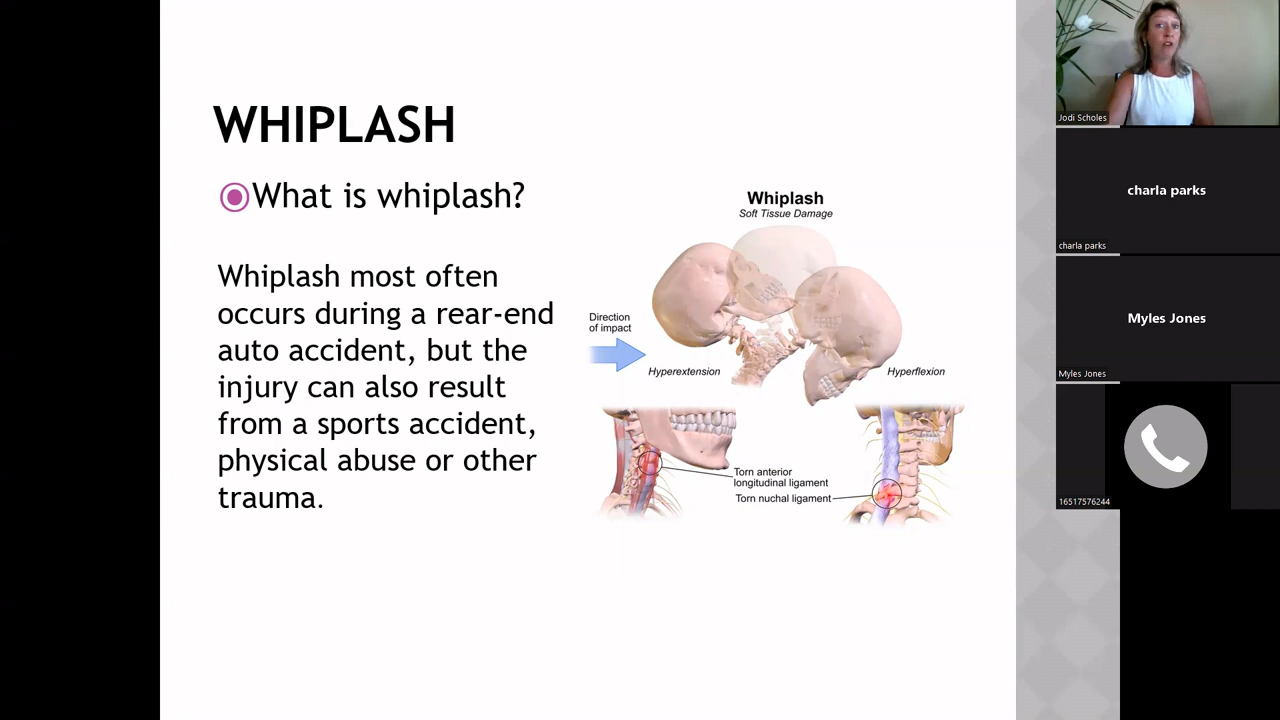 WHIPLASH
What is whiplash?
Whiplash most often
occurs during a rear-end
auto accident, but the
injury can also result
from a sports accident,
physical abuse or other
trauma.
Whiplash
Soft Tissue Damage
Direction
of impact
Hyperextension
Hyperflexion
Torn anterior
longitudinal ligament
Torn nuchal ligament
Jodi Scholes
charla parks
charla parks
Myles Jones
Myles Jones
16517576244